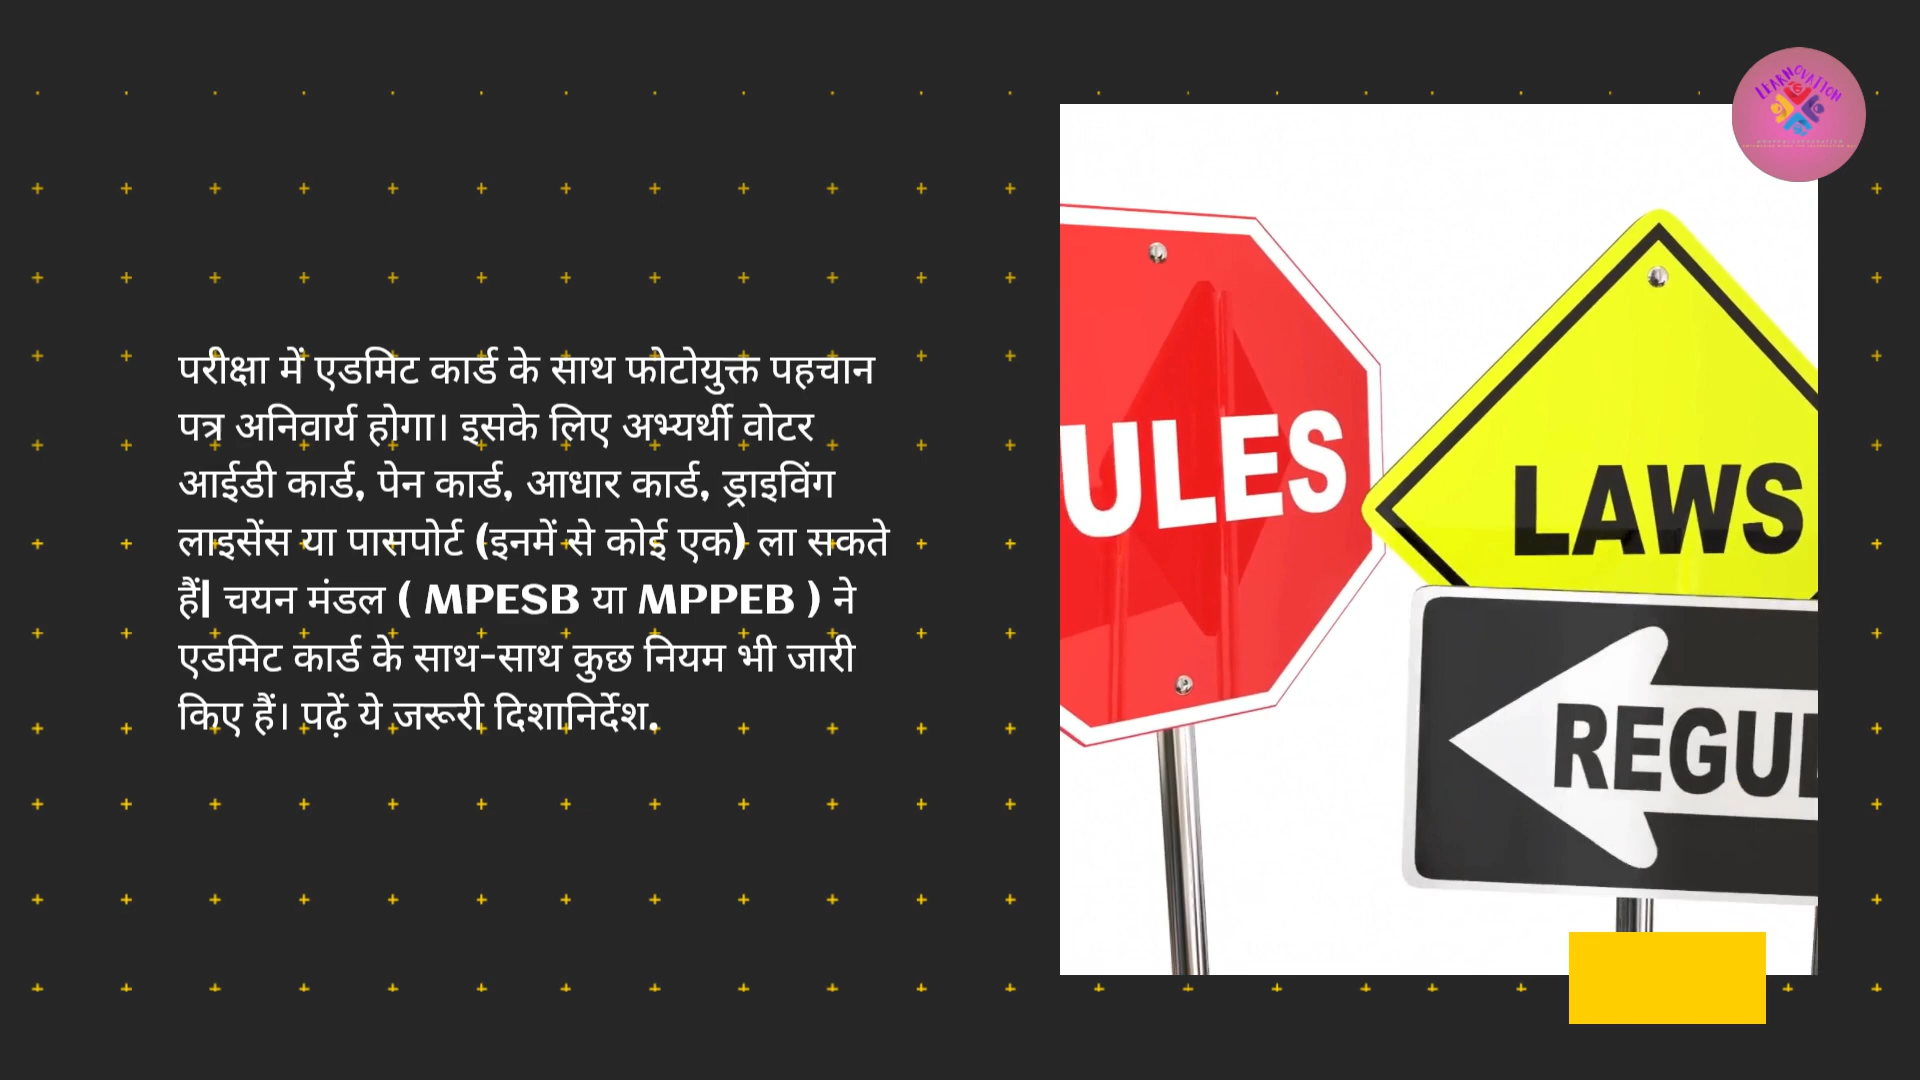 परीक्षा में एडमिट कार्ड के साथ फोटोयुक्त पहचान
पत्र अनिवार्य होगा। इसके लिए अभ्यर्थी वोटर
आईडी कार्ड, पेन कार्ड, आधार कार्ड, ड्राइविंग
लाइसेंस या पासपोर्ट (इनमें से कोई एक) ला सकते
हैं| चयन मंडल ( MPESB या MPPEB ) ने
एडमिट कार्ड के साथ-साथ कुछ नियम भी जारी
किए हैं। पढ़ें ये जरूरी दिशानिर्देश.
LEARNOVATION
ULES
LAWS
REGU